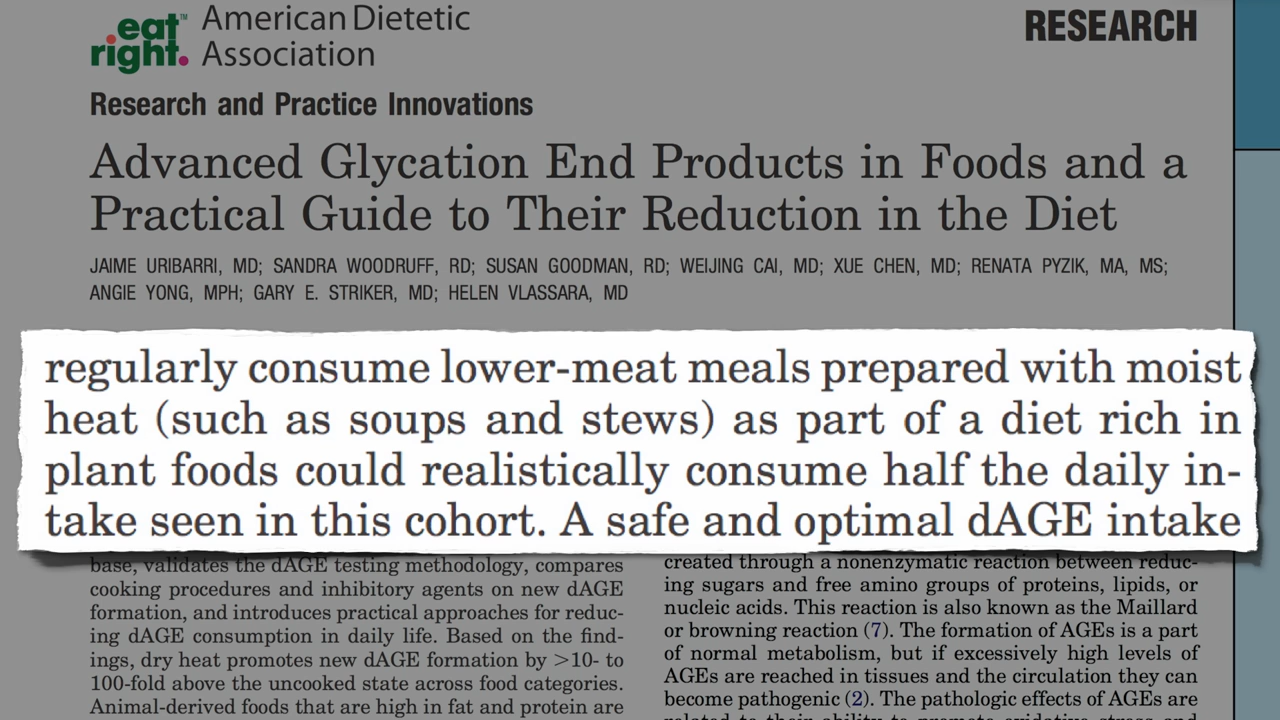 eat™ American Dietetic
right. Association
RESEARCH
Research and Practice Innovations
Advanced Glycation End Products in Foods and a
Practical Guide to Their Reduction in the Diet
JAIME URIBARRI, MD; SANDRA WOODRUFF, RD; SUSAN GOODMAN, RD; WEIJING CAI, MD; XUE CHEN, MD; RENATA PYZIK, MA, MS;
ANGIE YONG, MPH; GARY E. STRIKER, MD; HELEN VLASSARA, MD
regularly consume lower-meat meals prepared with moist
heat (such as soups and stews) as part of a diet rich in
plant foods could realistically consume half the daily in-
take seen in this cohort. A safe and optimal dAGE intake
base, validates the dAGE testing methodology, compares
cooking procedures and inhibitory agents on new dAGE
formation, and introduces practical approaches for reduc-
ing dAGE consumption in daily life. Based on the find-
ings, dry heat promotes new dAGE formation by >10- to
100-fold above the uncooked state across food categories.
Animal-derived foods that are high in fat and protein are
created through a nonenzymatic reaction between reduc-
ing sugars and free amino groups of proteins, lipids, or
nucleic acids. This reaction is also known as the Maillard
or browning reaction (7). The formation of AGEs is a part
of normal metabolism, but if excessively high levels of
AGEs are reached in tissues and the circulation they can
become pathogenic (2). The pathologic effects of AGEs are